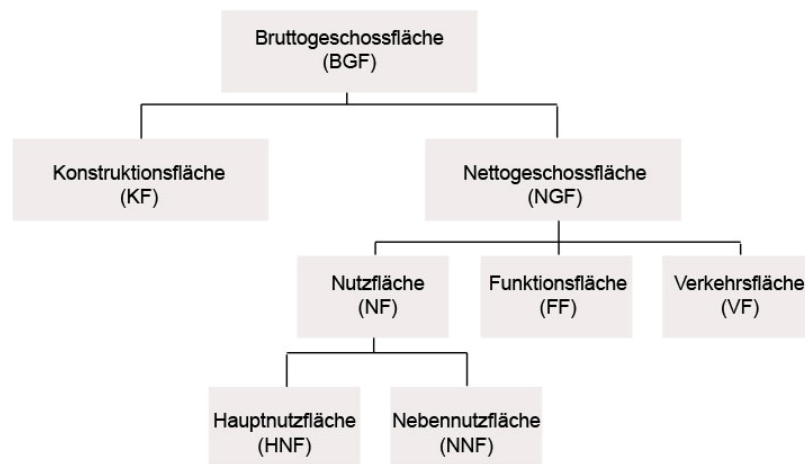 Bruttogeschossfläche
(BGF)
Konstruktionsfläche
(KF)
Nettogeschossfläche
(NGF)
Nutzfläche
(NF)
Funktionsfläche
(FF)
Verkehrsfläche
(VF)
Hauptnutzfläche
(HNF)
Nebennutzfläche
(NNF)